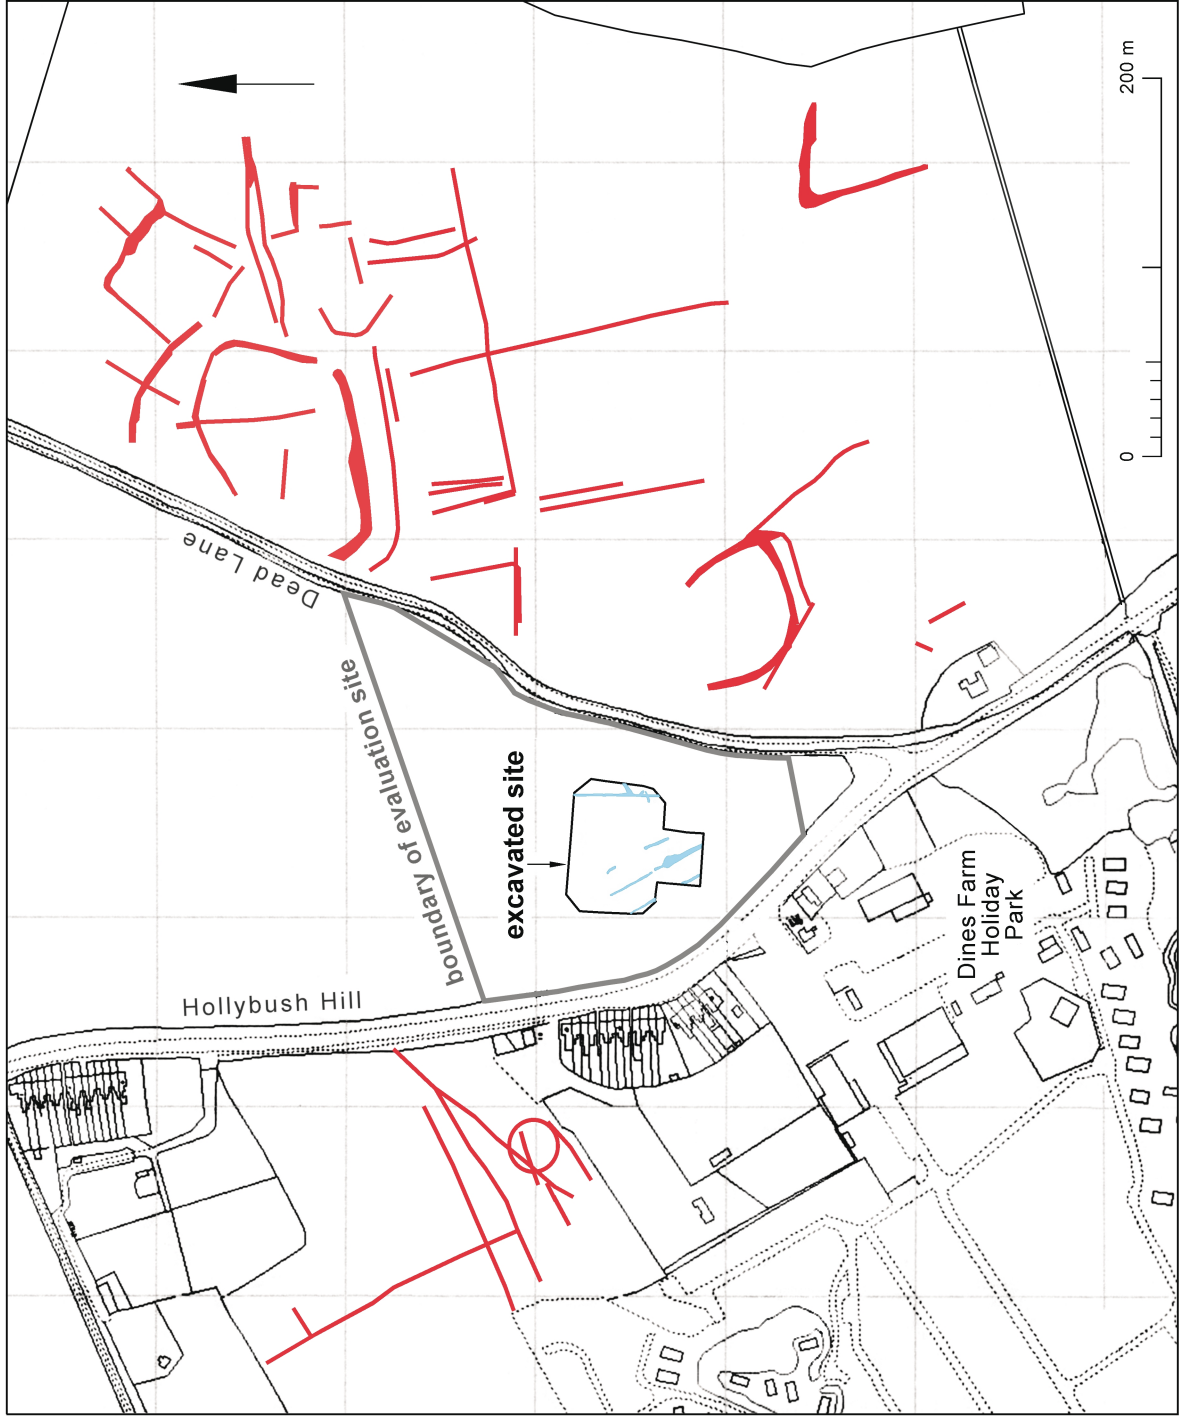 Dead Lane
boundary of evaluation site
excavated site
Hollybush Hill
Dines Farm
Holiday
Park
0
200 m